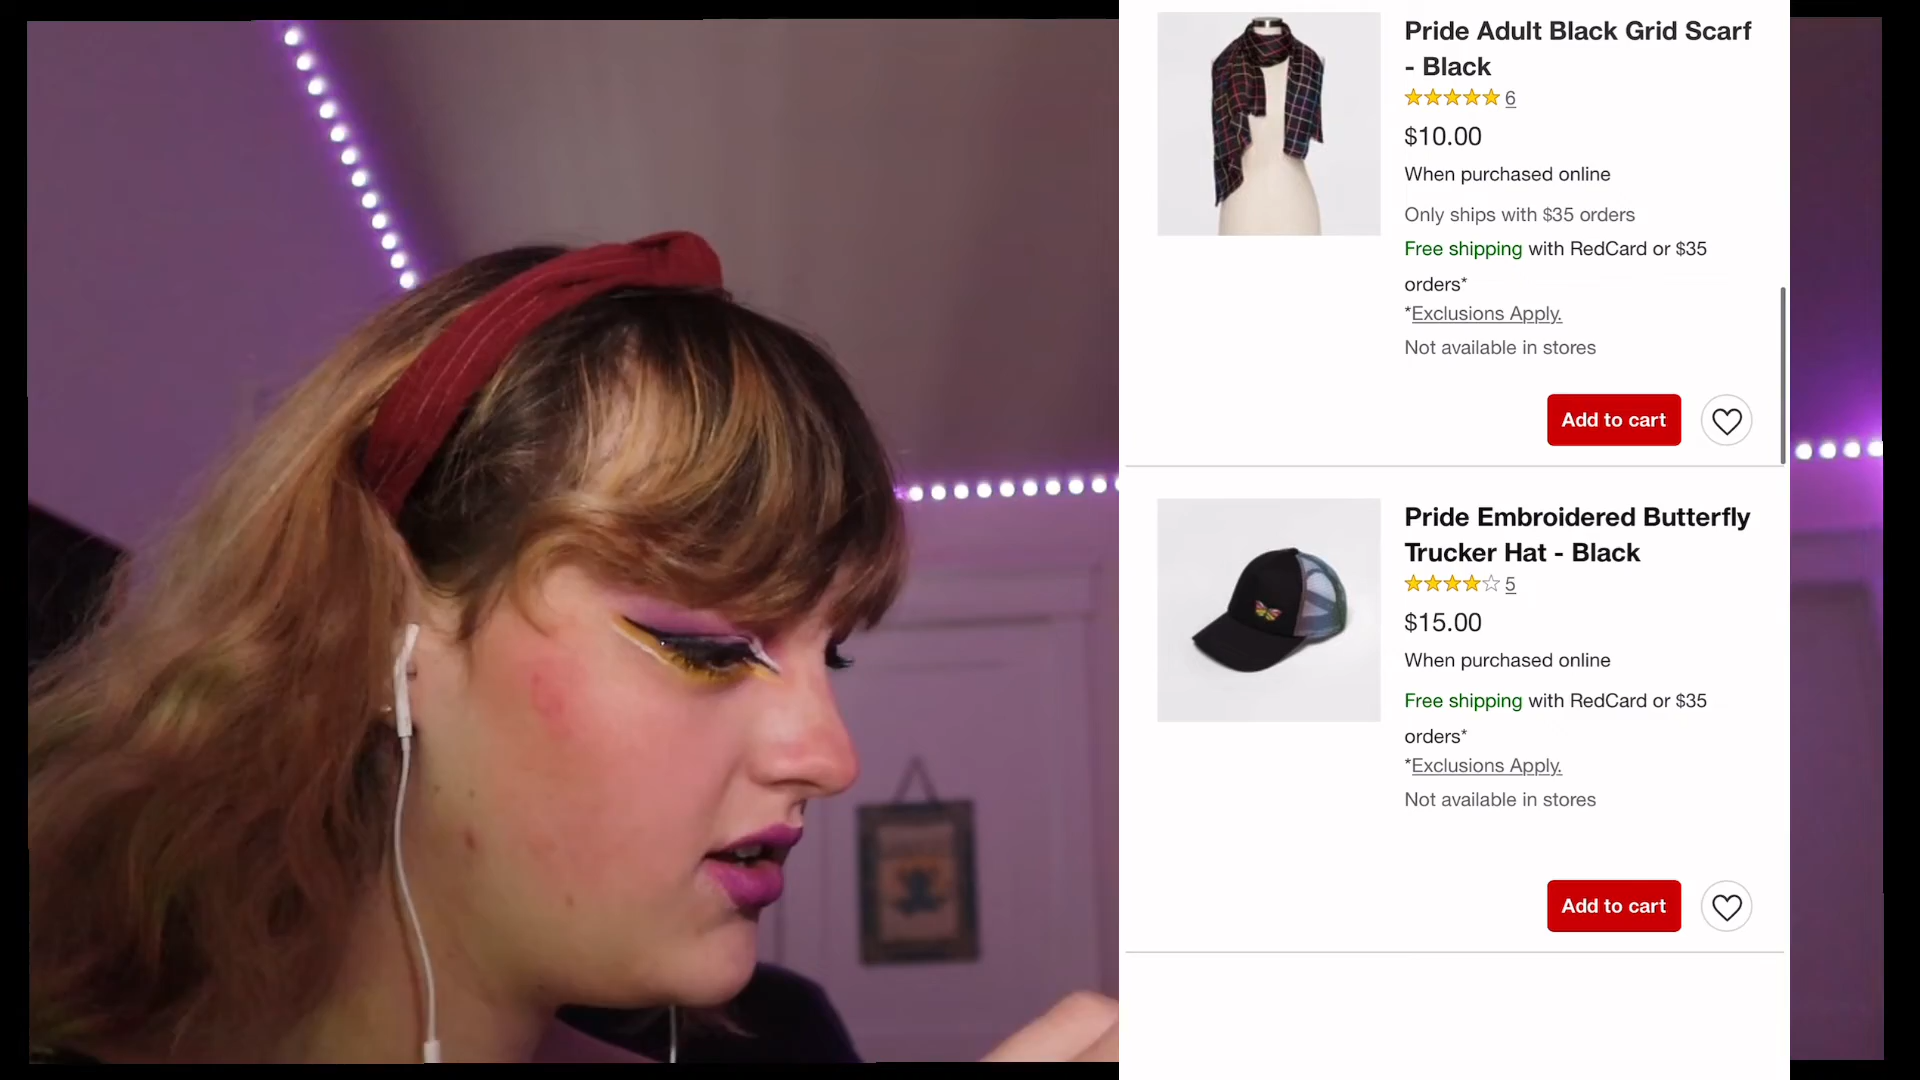 Pride Adult Black Grid Scarf
- Black
6
$10.00
When purchased online
Only ships with $35 orders
Free shipping with RedCard or $35
orders*
*Exclusions Apply.
Not available in stores
Add to cart
Pride Embroidered Butterfly
Trucker Hat - Black
5
$15.00
When purchased online
Free shipping with RedCard or $35
orders*
*Exclusions Apply.
Not available in stores
Add to cart